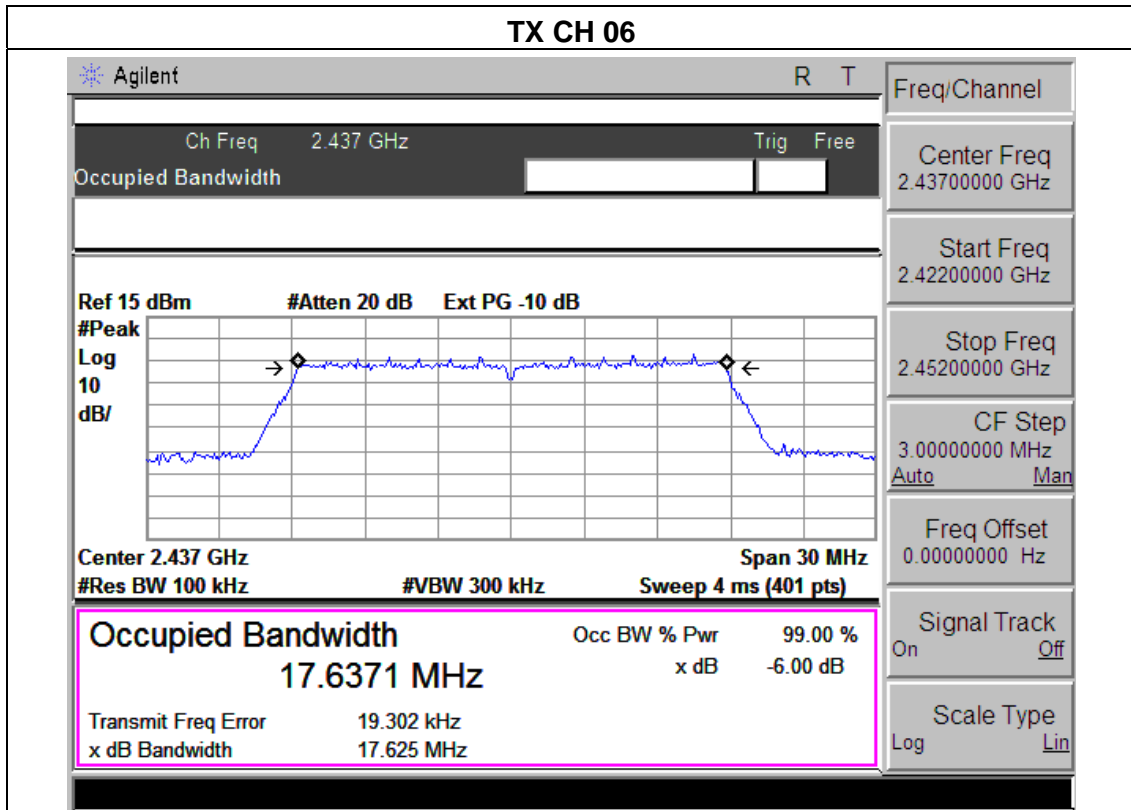 TX CH 06
Agilent R T
Ch Freq 2.437 GHz Trig Free
Occupied Bandwidth
Ref 15 dBm #Atten 20 dB Ext PG -10 dB
#Peak
Log
10
dB/
Center 2.437 GHz Span 30 MHz
#Res BW 100 kHz #VBW 300 kHz Sweep 4 ms (401 pts)
Occupied Bandwidth Occ BW % Pwr 99.00 %
17.6371 MHz x dB -6.00 dB
Transmit Freq Error 19.302 kHz
x dB Bandwidth 17.625 MHz
Freq/Channel
Center Freq
2.43700000 GHz
Start Freq
2.42200000 GHz
Stop Freq
2.45200000 GHz
CF Step
3.00000000 MHz
Auto Man
Freq Offset
0.00000000 Hz
Signal Track
On Off
Scale Type
Log Lin